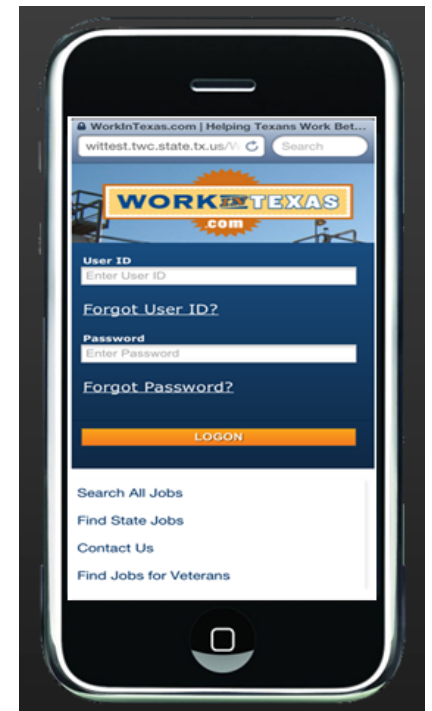 WorkInTexas.com | Helping Texans Work Bet...
wittest.twc.state.tx.us/
Search
WORK IN TEXAS
.com
User ID
Enter User ID
Forgot User ID?
Password
Enter Password
Forgot Password?
LOGON
Search All Jobs
Find State Jobs
Contact Us
Find Jobs for Veterans